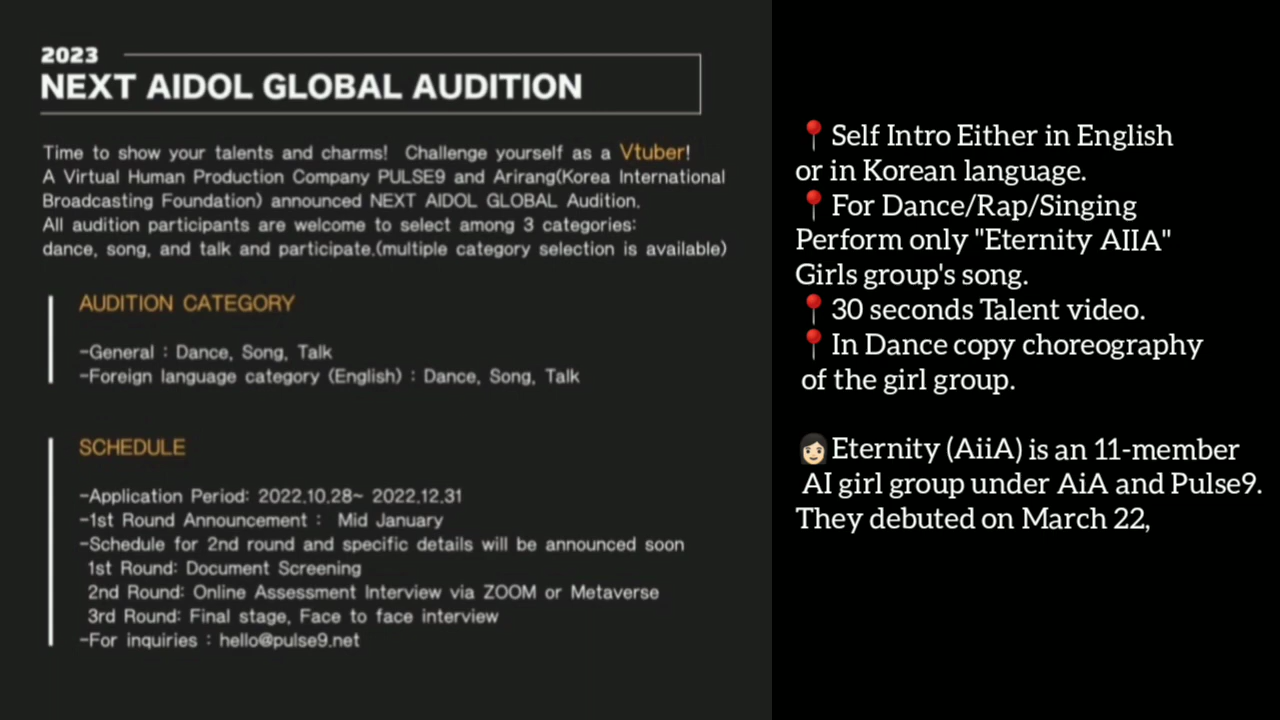 2023
NEXT AIDOL GLOBAL AUDITION
Time to show your talents and charms! Challenge yourself as a Vtuber!
A Virtual Human Production Company PULSE9 and Arirang(Korea International
Broadcasting Foundation) announced NEXT AIDOL GLOBAL Audition.
All audition participants are welcome to select among 3 categories:
dance, song, and talk and participate.(multiple category selection is available)
AUDITION CATEGORY
-General : Dance, Song, Talk
-Foreign language category (English) : Dance, Song, Talk
SCHEDULE
-Application Period: 2022.10.28~ 2022.12.31
-1st Round Announcement : Mid January
-Schedule for 2nd round and specific details will be announced soon
1st Round: Document Screening
2nd Round: Online Assessment Interview via ZOOM or Metaverse
3rd Round: Final stage, Face to face interview
-For inquiries : hello@pulse9.net
📍Self Intro Either in English
or in Korean language.
📍For Dance/Rap/Singing
Perform only "Eternity AIIA"
Girls group's song.
📍30 seconds Talent video.
📍In Dance copy choreography
of the girl group.
👩🏻Eternity (AiiA) is an 11-member
AI girl group under AiA and Pulse9.
They debuted on March 22,